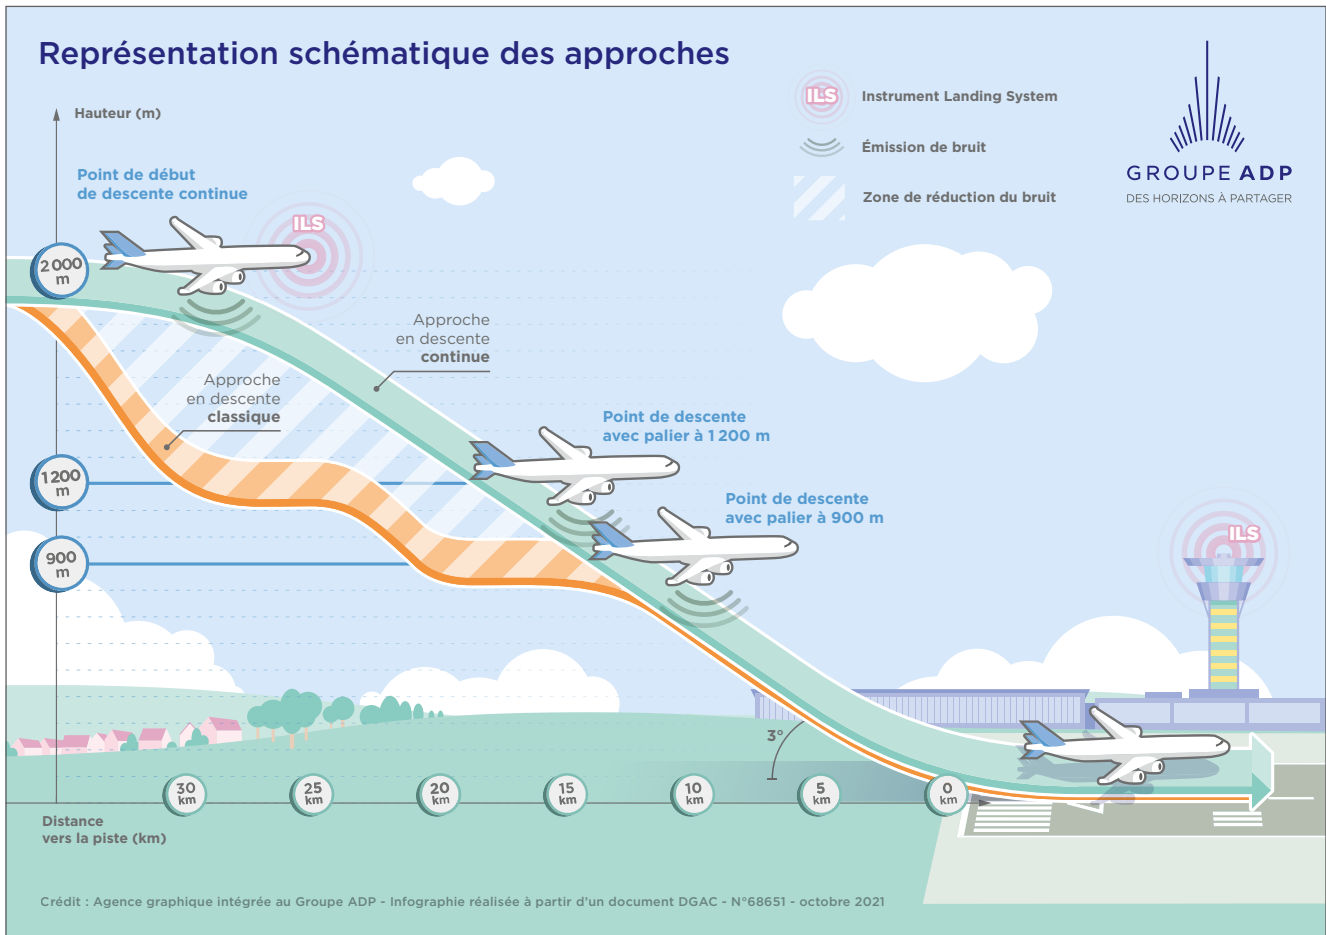 Représentation schématique des approches
ILS
Instrument Landing System
Émission de bruit
Zone de réduction du bruit
GROUPE ADP
DES HORIZONS À PARTAGER
Hauteur (m)
Point de début
de descente continue
ILS
2 000
m
Approche
en descente
continue
Approche
en descente
classique
Point de descente
avec palier à 1 200 m
1 200
m
Point de descente
avec palier à 900 m
900
m
ILS
3°
30
km
25
km
20
km
15
km
10
km
5
km
0
km
Distance
vers la piste (km)
Crédit : Agence graphique intégrée au Groupe ADP - Infographie réalisée à partir d'un document DGAC - N°68651 - octobre 2021